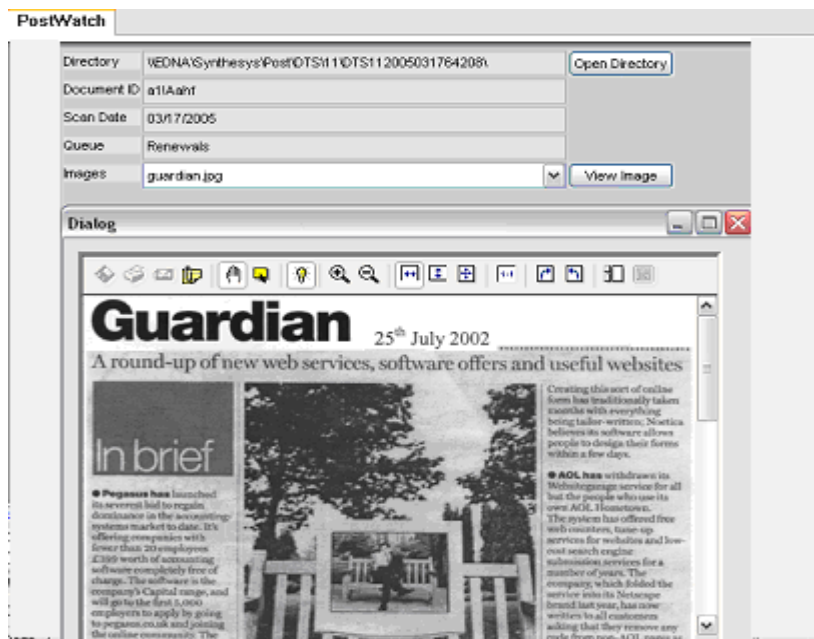 PostWatch
Directory \\EDNA\Synthesys\Post\DTS\11\DTS112005031764208\ Open Directory
Document ID a1!Aah1
Scan Date 03/17/2005
Queue Renewals
Images guardian.jpg View Image
Dialog
Guardian
25th July 2002
A round-up of new web services, software offers and useful websites
In brief
● Pegasus has launched
its severest bid to regain
dominance in the accounting-
systems market to date. It's
offering companies with
fewer than 20 employees
£399 worth of accounting
software completely free of
charge. The software is the
company's Capital range, and
will go to the first 5,000
employers to apply by going
to pegasus.co.uk and joining
the online community. The
Creating this sort of online
form has traditionally taken
months with everything
being tailor-written; Noetica
believes its software allows
people to design their forms
within a few days.
● AOL has withdrawn its
Websitegarage service for all
but the people who use its
own AOL Hometown.
The system has offered free
web counters, tune-up
services for websites and low-
cost search engine
submission services for a
number of years. The
company, which folded the
service into its Netscape
brand last year, has now
written to all customers
asking that they remove any
code from non-AOL